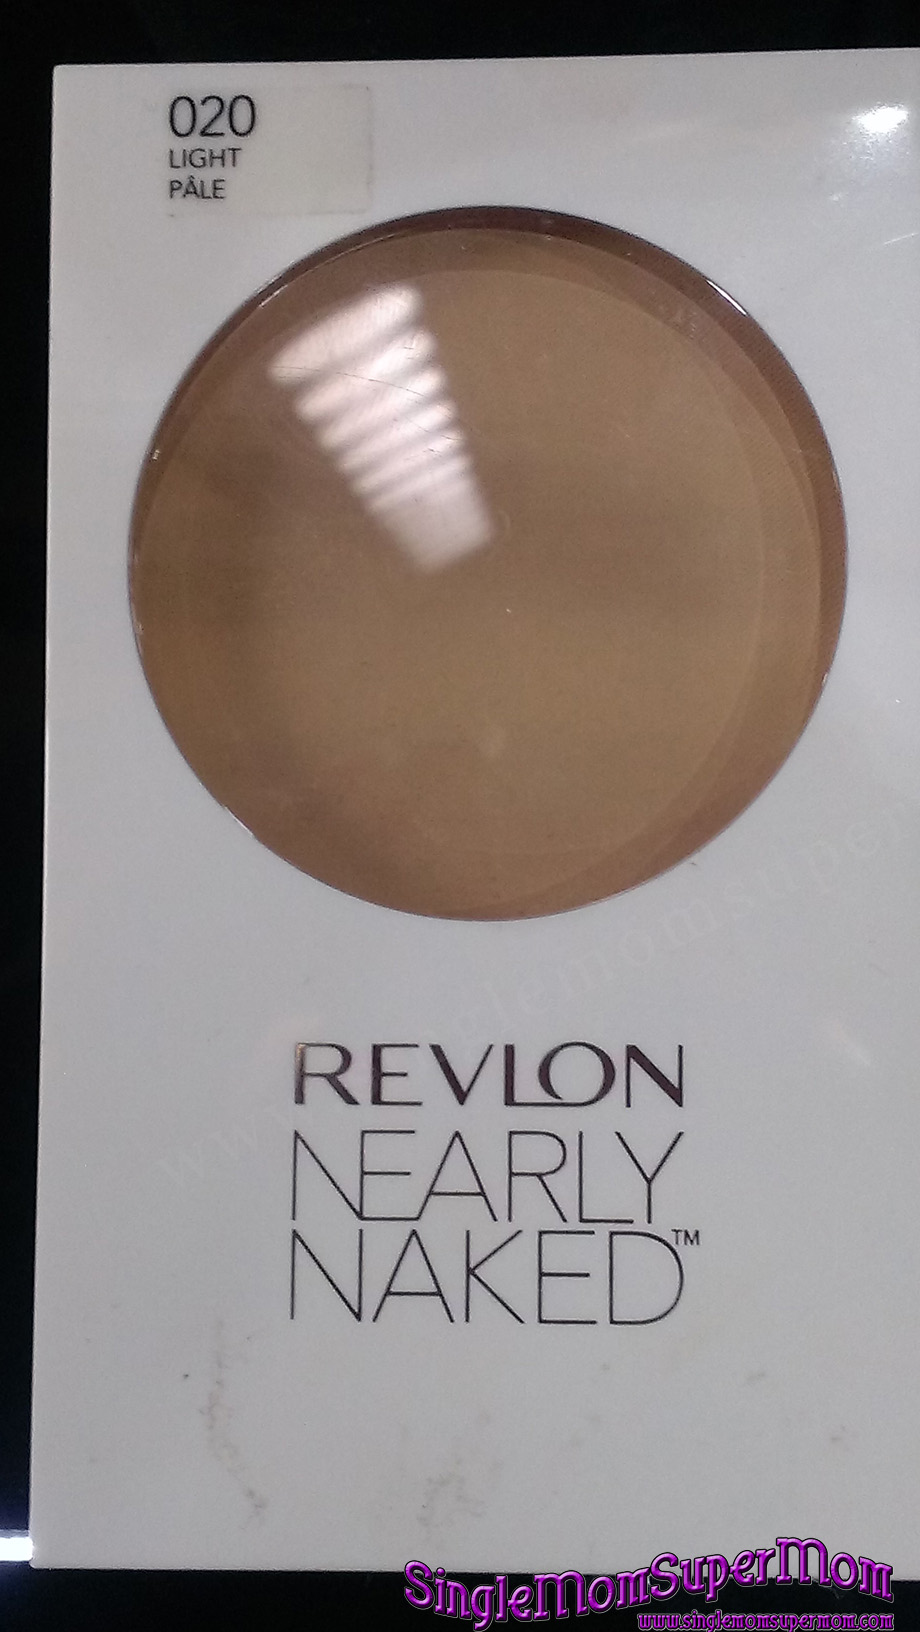 020
LIGHT
PÂLE
REVLON
NEARLY
NAKED™
SingleMomSuperMom
www.singlemomsupermom.com